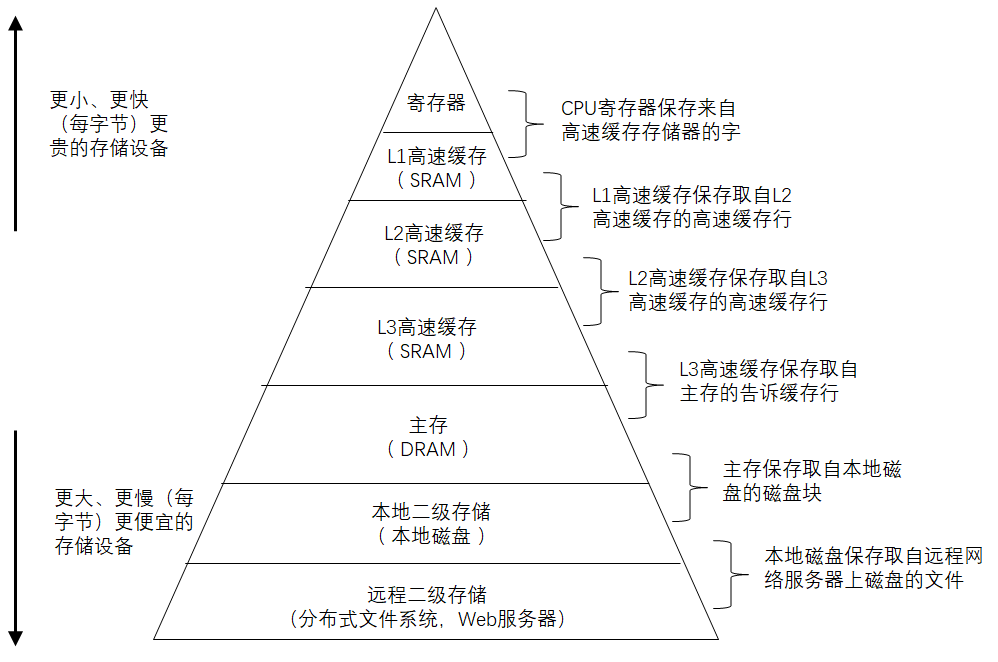 更小、更快
（每字节）更
贵的存储设备
寄存器
CPU寄存器保存来自
高速缓存存储器的字
L1高速缓存
（ SRAM ）
L1高速缓存保存取自L2
高速缓存的高速缓存行
L2高速缓存
（ SRAM ）
L2高速缓存保存取自L3
高速缓存的高速缓存行
L3高速缓存
（ SRAM ）
L3高速缓存保存取自
主存的告诉缓存行
主存
（ DRAM ）
主存保存取自本地磁
盘的磁盘块
更大、更慢（每
字节）更便宜的
存储设备
本地二级存储
（ 本地磁盘 ）
本地磁盘保存取自远程网
络服务器上磁盘的文件
远程二级存储
（分布式文件系统，Web服务器）